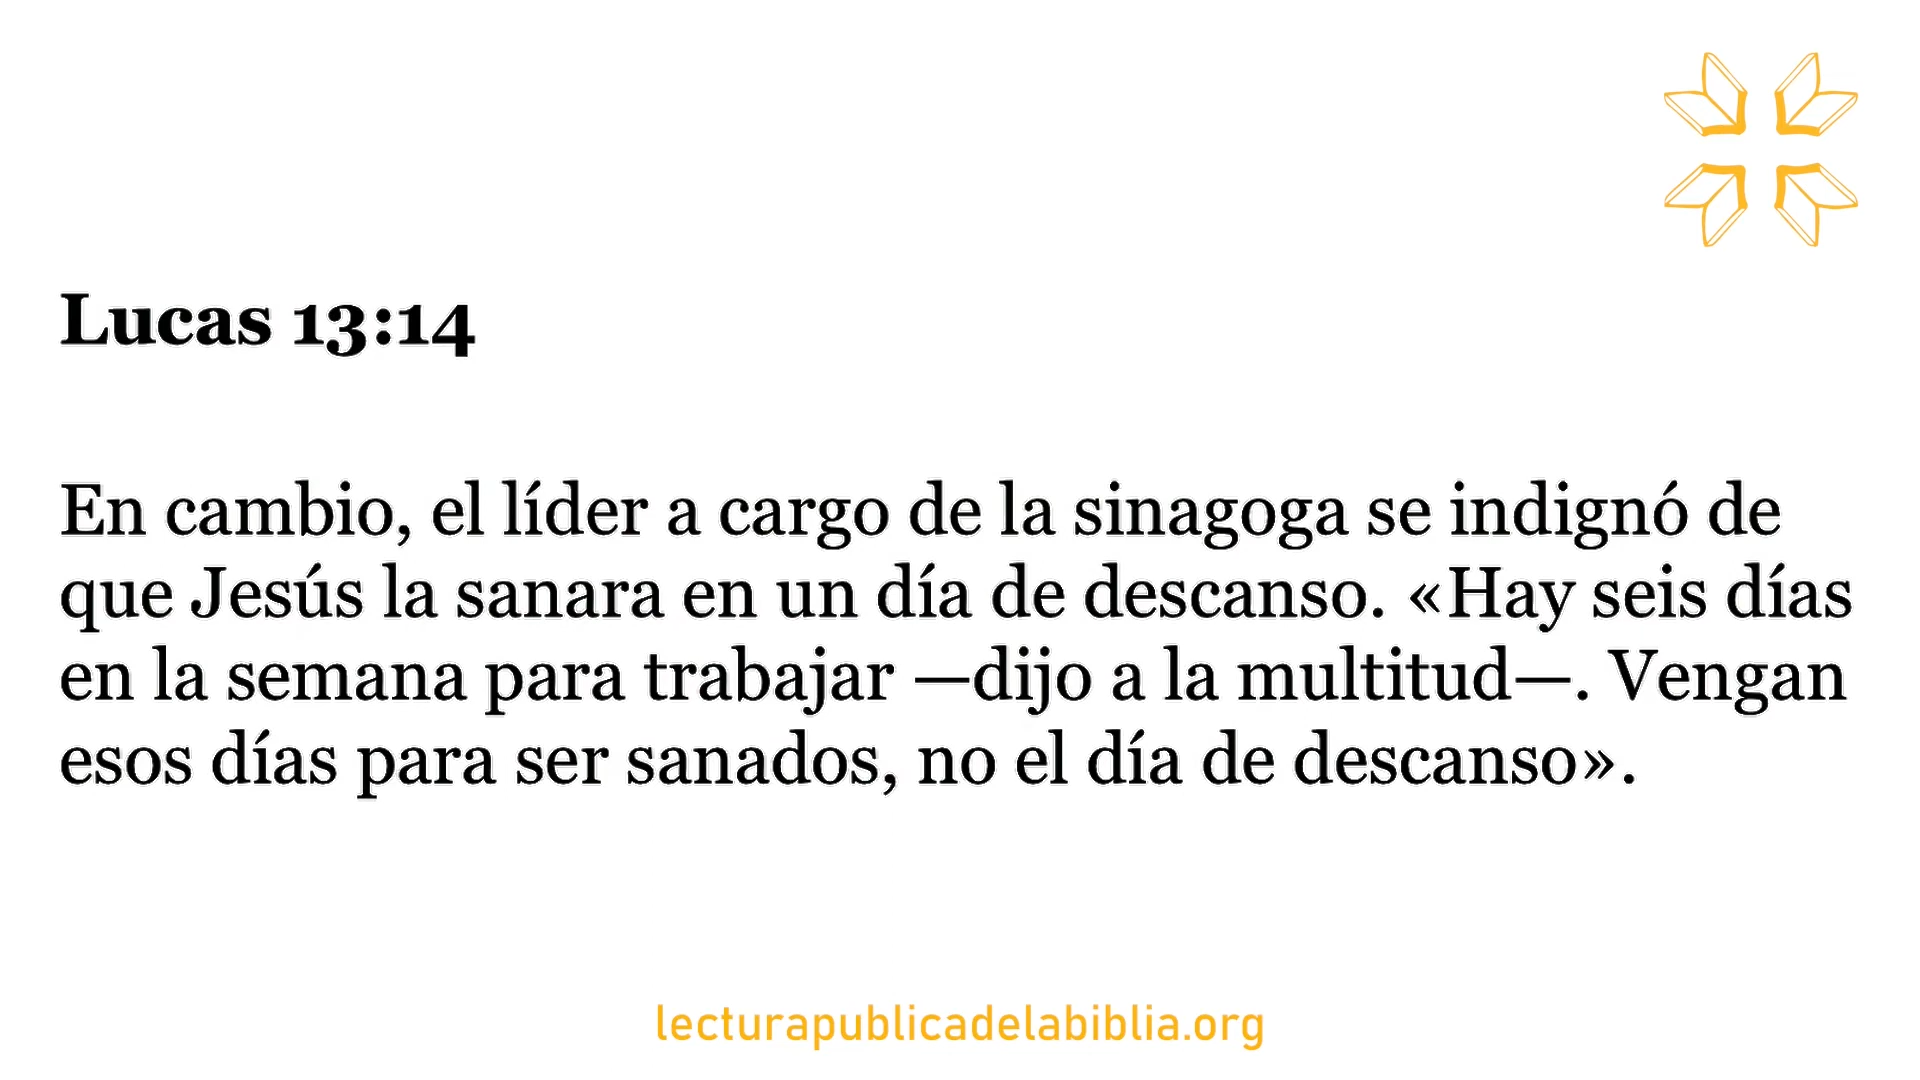 Lucas 13:14
En cambio, el líder a cargo de la sinagoga se indignó de
que Jesús la sanara en un día de descanso. «Hay seis días
en la semana para trabajar —dijo a la multitud—. Vengan
esos días para ser sanados, no el día de descanso».
lecturapublicadelabiblia.org